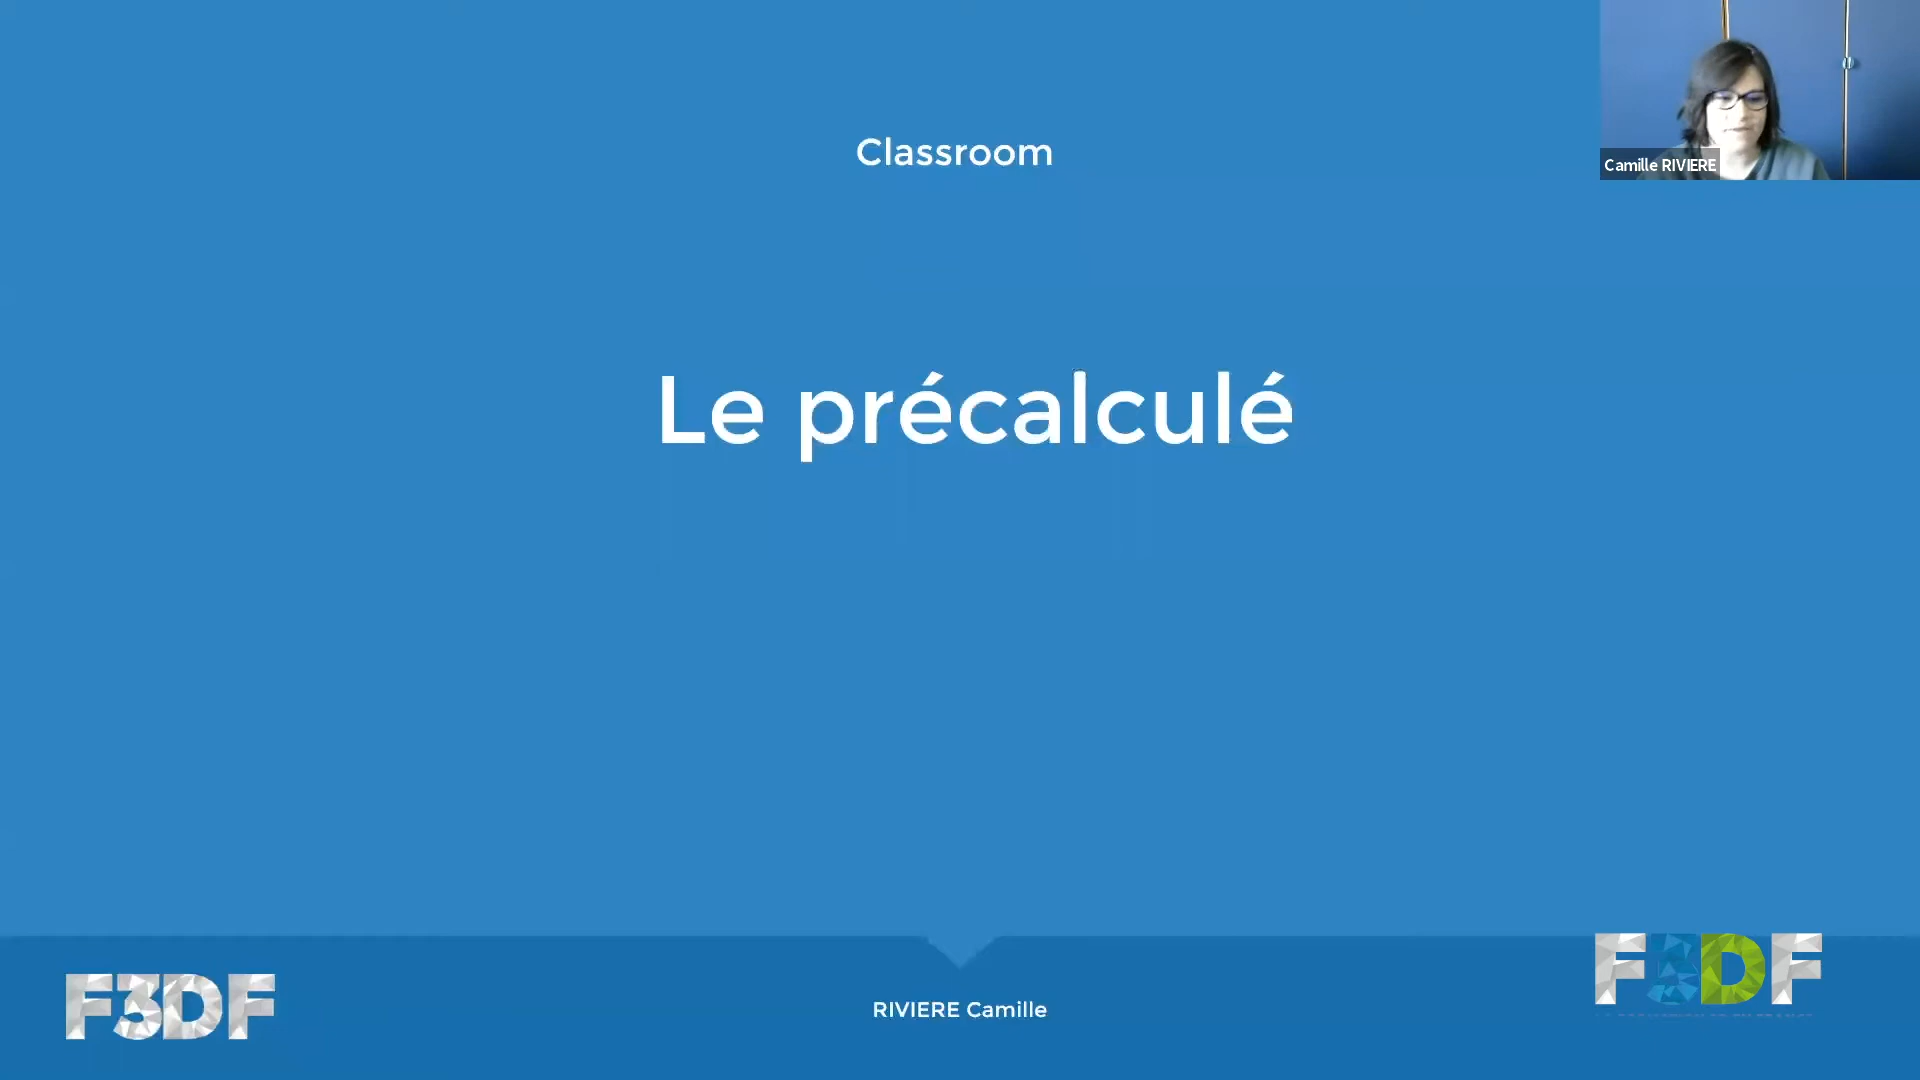 Classroom
Camille RIVIERE
Le précalculé
F3DF
RIVIERE Camille
F3DF